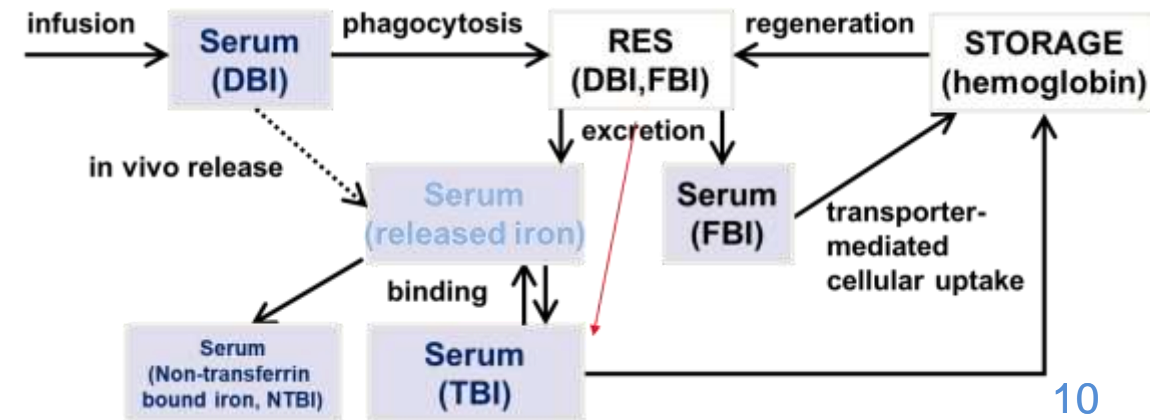 infusion
Serum
(DBI)
phagocytosis
RES
(DBI,FBI)
regeneration
STORAGE
(hemoglobin)
in vivo release
excretion
Serum
(released iron)
Serum
(FBI)
transporter-
mediated
cellular uptake
binding
Serum
(Non-transferrin
bound iron, NTBI)
Serum
(TBI)
10